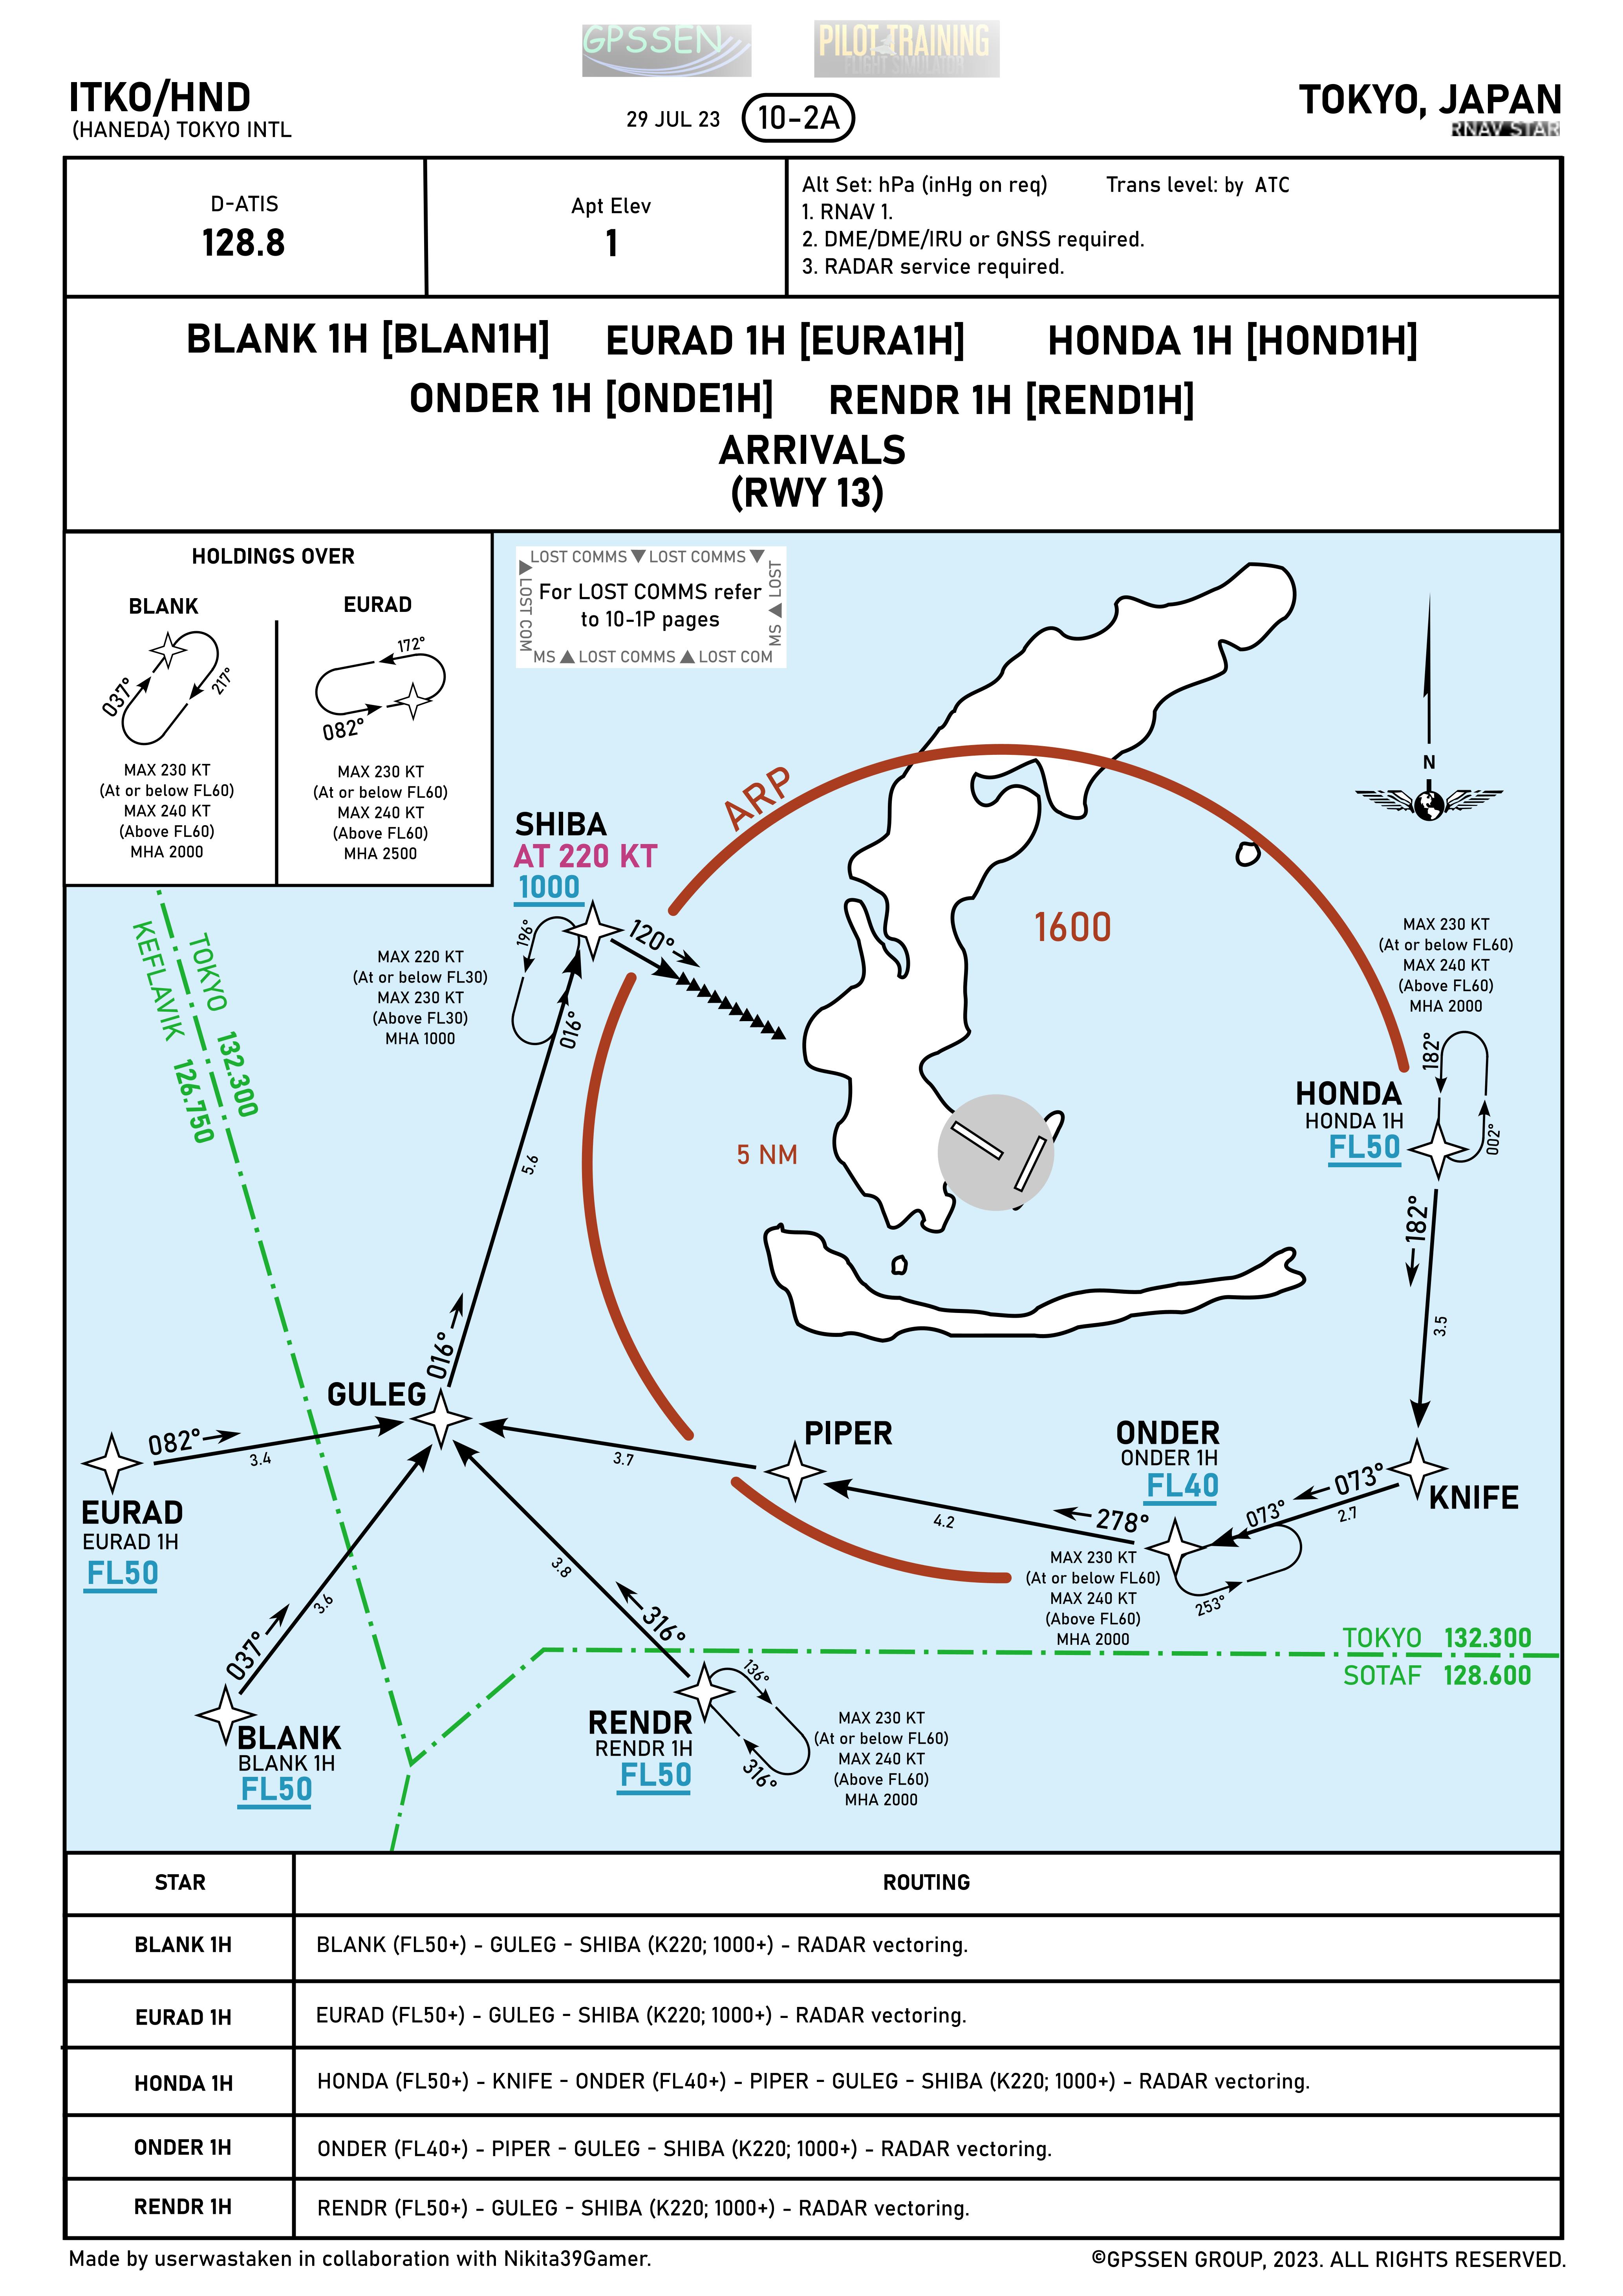 GPSSEN
PILOT TRAINING
FLIGHT SIMULATOR
ITKO/HND
(HANEDA) TOKYO INTL
29 JUL 23
10-2A
TOKYO, JAPAN
RNAV STAR
D-ATIS
128.8
Apt Elev
1
Alt Set: hPa (inHg on req) Trans level: by ATC
1. RNAV 1.
2. DME/DME/IRU or GNSS required.
3. RADAR service required.
BLANK 1H [BLAN1H] EURAD 1H [EURA1H] HONDA 1H [HOND1H]
ONDER 1H [ONDE1H] RENDR 1H [REND1H]
ARRIVALS
(RWY 13)
HOLDINGS OVER
BLANK
037°
217°
MAX 230 KT
(At or below FL60)
MAX 240 KT
(Above FL60)
MHA 2000
EURAD
172°
082°
MAX 230 KT
(At or below FL60)
MAX 240 KT
(Above FL60)
MHA 2500
LOST COMMS LOST COMMS
LOST COM
LOST
MS
For LOST COMMS refer
to 10-1P pages
MS LOST COMMS LOST COM
N
ARP
1600
5 NM
SHIBA
AT 220 KT
1000
196°
016°
120°
MAX 220 KT
(At or below FL30)
MAX 230 KT
(Above FL30)
MHA 1000
TOKYO 132.300
KEFLAVIK 126.750
MAX 230 KT
(At or below FL60)
MAX 240 KT
(Above FL60)
MHA 2000
182°
002°
HONDA
HONDA 1H
FL50
182°
3.5
5.6
016°
GULEG
082°
3.4
EURAD
EURAD 1H
FL50
3.7
PIPER
4.2
278°
ONDER
ONDER 1H
FL40
073°
073°
2.7
KNIFE
253°
MAX 230 KT
(At or below FL60)
MAX 240 KT
(Above FL60)
MHA 2000
037°
3.6
BLANK
BLANK 1H
FL50
3.8
316°
RENDR
RENDR 1H
FL50
136°
316°
MAX 230 KT
(At or below FL60)
MAX 240 KT
(Above FL60)
MHA 2000
TOKYO 132.300
SOTAF 128.600
STAR ROUTING
BLANK 1H BLANK (FL50+) - GULEG - SHIBA (K220; 1000+) - RADAR vectoring.
EURAD 1H EURAD (FL50+) - GULEG - SHIBA (K220; 1000+) - RADAR vectoring.
HONDA 1H HONDA (FL50+) - KNIFE - ONDER (FL40+) - PIPER - GULEG - SHIBA (K220; 1000+) - RADAR vectoring.
ONDER 1H ONDER (FL40+) - PIPER - GULEG - SHIBA (K220; 1000+) - RADAR vectoring.
RENDR 1H RENDR (FL50+) - GULEG - SHIBA (K220; 1000+) - RADAR vectoring.
Made by userwastaken in collaboration with Nikita39Gamer.
©GPSSEN GROUP, 2023. ALL RIGHTS RESERVED.